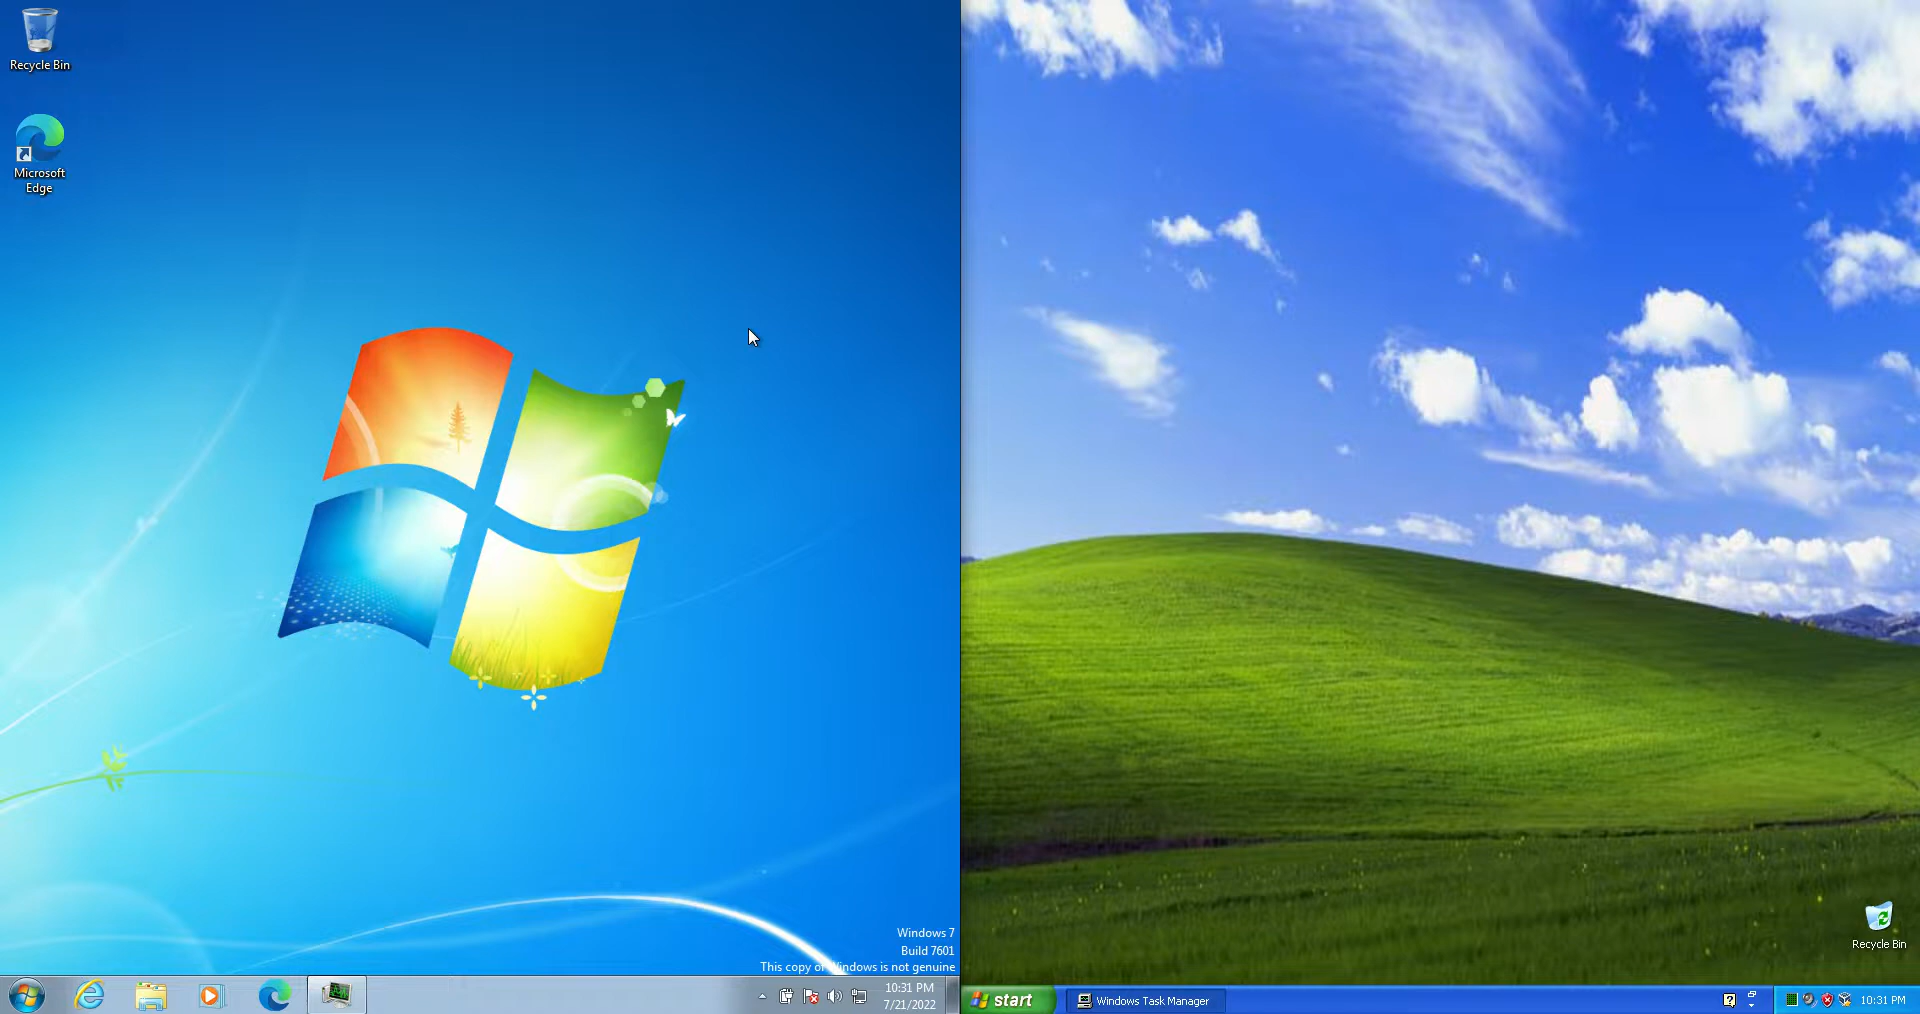 Recycle Bin
Microsoft
Edge
Windows 7
Build 7601
This copy of Windows is not genuine
10:31 PM
7/21/2022
Recycle Bin
start
Windows Task Manager
10:31 PM